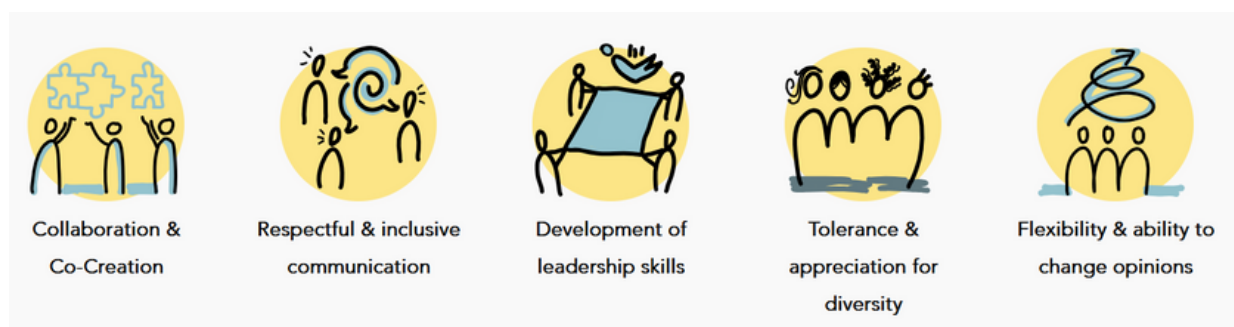 Collaboration &
Co-Creation
Respectful & inclusive
communication
Development of
leadership skills
Tolerance &
appreciation for
diversity
Flexibility & ability to
change opinions